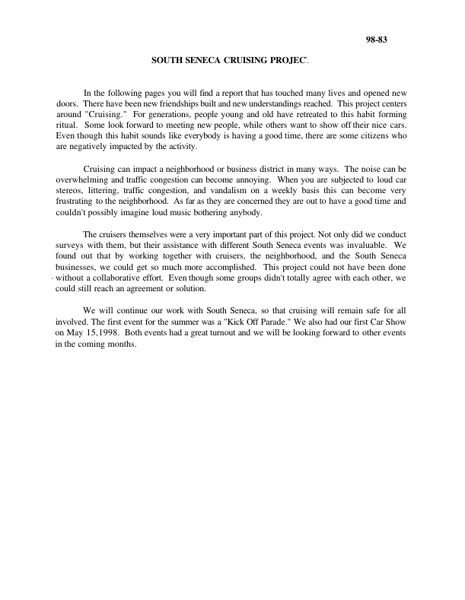 98-83
SOUTH SENECA CRUISING PROJEC
In the following pages you will find a report that has touched many lives and opened new
doors. There have been new friendships built and new understandings reached. This project centers
around "Cruising." For generations, people young and old have retreated to this habit forming
ritual. Some look forward to meeting new people, while others want to show off their nice cars.
Even though this habit sounds like everybody is having a good time, there are some citizens who
are negatively impacted by the activity.
Cruising can impact a neighborhood or business district in many ways. The noise can be
overwhelming and traffic congestion can become annoying. When you are subjected to loud car
stereos, littering, traffic congestion, and vandalism on a weekly basis this can become very
frustrating to the neighborhood. As far as they are concerned they are out to have a good time and
couldn't possibly imagine loud music bothering anybody.
The cruisers themselves were a very important part of this project. Not only did we conduct
surveys with them, but their assistance with different South Seneca events was invaluable. We
found out that by working together with cruisers, the neighborhood, and the South Seneca
businesses, we could get so much more accomplished. This project could not have been done
without a collaborative effort. Even though some groups didn't totally agree with each other, we
could still reach an agreement or solution.
We will continue our work with South Seneca, so that cruising will remain safe for all
involved. The first event for the summer was a "Kick Off Parade." We also had our first Car Show
on May 15,1998. Both events had a great turnout and we will be looking forward to other events
in the coming months.